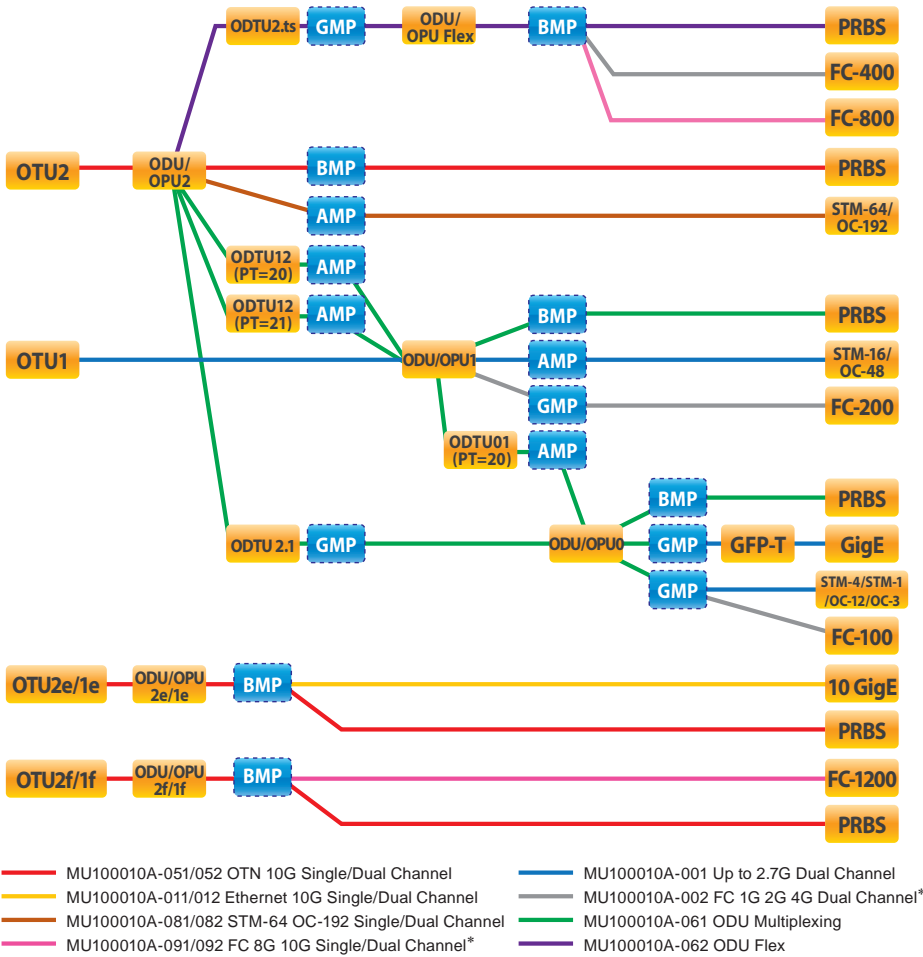 ODTU2.ts
GMP
ODU/
OPU Flex
BMP
PRBS
FC-400
FC-800
OTU2
ODU/
OPU2
BMP
PRBS
AMP
STM-64/
OC-192
ODTU12
(PT=20)
AMP
ODTU12
(PT=21)
AMP
BMP
PRBS
OTU1
ODU/OPU1
AMP
STM-16/
OC-48
GMP
FC-200
ODTU01
(PT=20)
AMP
BMP
PRBS
ODTU 2.1
GMP
ODU/OPU0
GMP
GFP-T
GigE
GMP
STM-4/STM-1
/OC-12/OC-3
FC-100
OTU2e/1e
ODU/OPU
2e/1e
BMP
10 GigE
PRBS
OTU2f/1f
ODU/OPU
2f/1f
BMP
FC-1200
PRBS
MU100010A-051/052 OTN 10G Single/Dual Channel
MU100010A-011/012 Ethernet 10G Single/Dual Channel
MU100010A-081/082 STM-64 OC-192 Single/Dual Channel
MU100010A-091/092 FC 8G 10G Single/Dual Channel*
MU100010A-001 Up to 2.7G Dual Channel
MU100010A-002 FC 1G 2G 4G Dual Channel*
MU100010A-061 ODU Multiplexing
MU100010A-062 ODU Flex